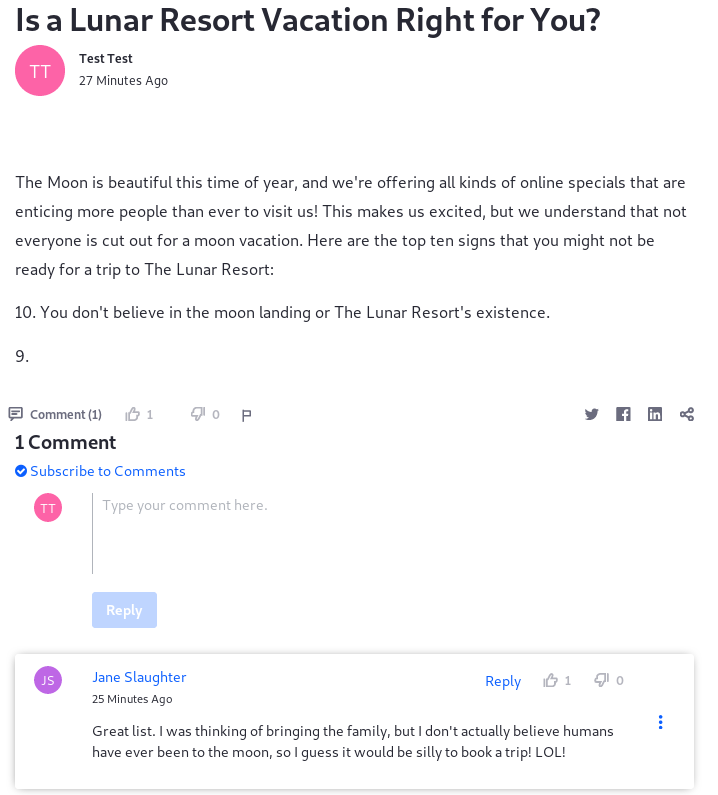 Is a Lunar Resort Vacation Right for You?
TT
Test Test
27 Minutes Ago
The Moon is beautiful this time of year, and we're offering all kinds of online specials that are
enticing more people than ever to visit us! This makes us excited, but we understand that not
everyone is cut out for a moon vacation. Here are the top ten signs that you might not be
ready for a trip to The Lunar Resort:
10. You don't believe in the moon landing or The Lunar Resort's existence.
9.
Comment (1) 1 0
1 Comment
Subscribe to Comments
TT
Type your comment here.
Reply
JS
Jane Slaughter
Reply 1 0
25 Minutes Ago
Great list. I was thinking of bringing the family, but I don't actually believe humans
have ever been to the moon, so I guess it would be silly to book a trip! LOL!